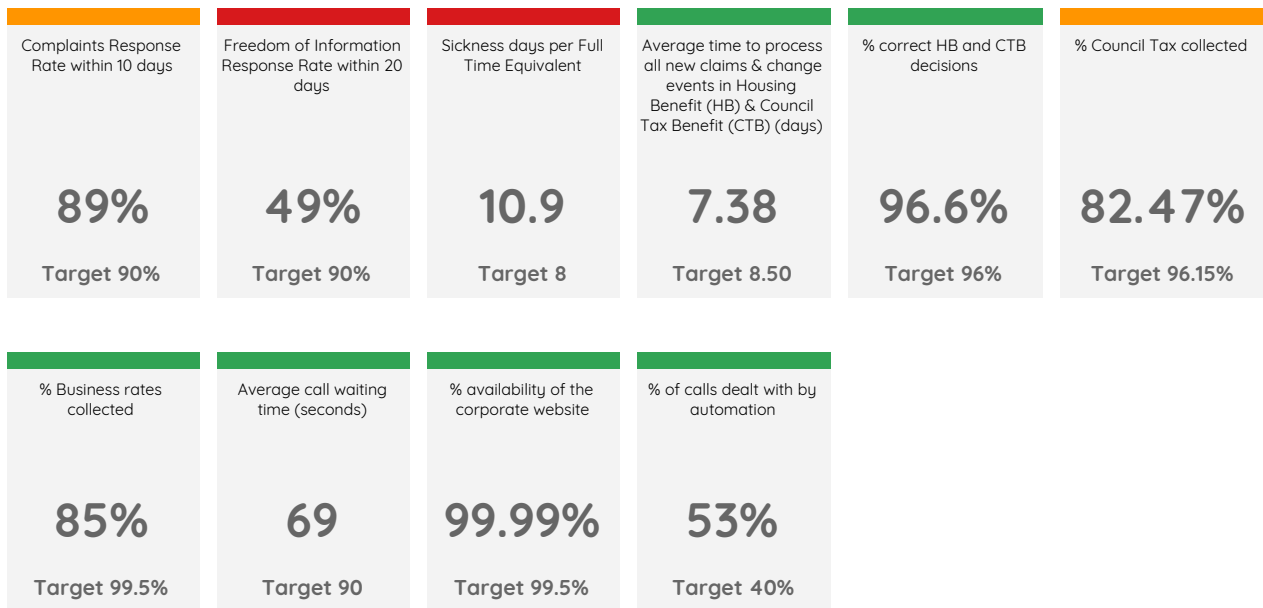 Complaints Response
Rate within 10 days
89%
Target 90%
Freedom of Information
Response Rate within 20
days
49%
Target 90%
Sickness days per Full
Time Equivalent
10.9
Target 8
Average time to process
all new claims & change
events in Housing
Benefit (HB) & Council
Tax Benefit (CTB) (days)
7.38
Target 8.50
% correct HB and CTB
decisions
96.6%
Target 96%
% Council Tax collected
82.47%
Target 96.15%
% Business rates
collected
85%
Target 99.5%
Average call waiting
time (seconds)
69
Target 90
% availability of the
corporate website
99.99%
Target 99.5%
% of calls dealt with by
automation
53%
Target 40%